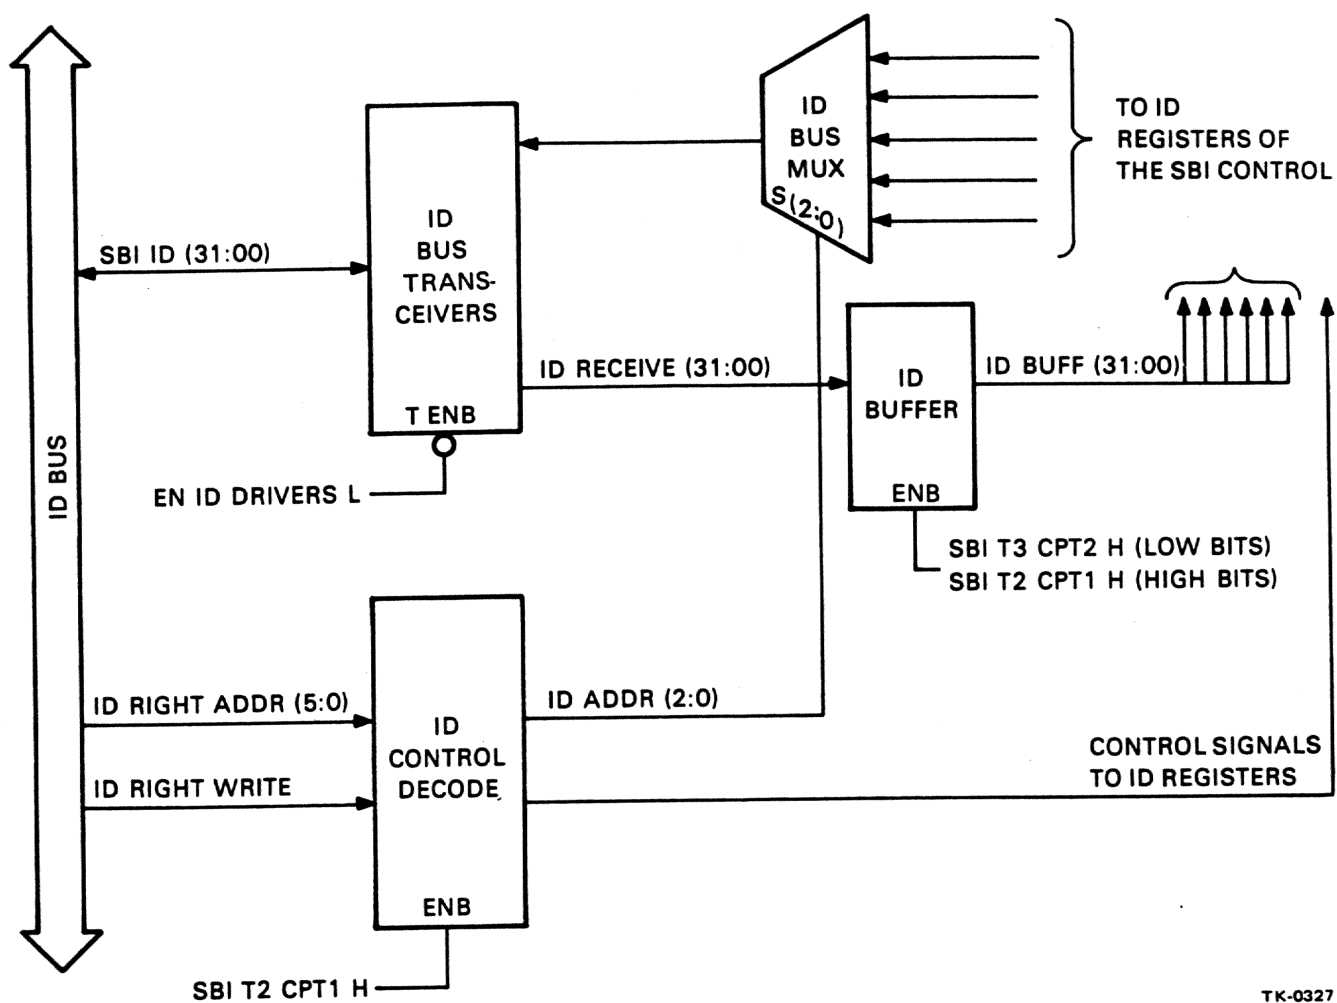 ID
BUS
MUX
S(2:0)
TO ID
REGISTERS OF
THE SBI CONTROL
ID
BUS
TRANS-
CEIVERS
T ENB
SBI ID (31:00)
ID RECEIVE (31:00)
ID
BUFFER
ENB
ID BUFF (31:00)
EN ID DRIVERS L
SBI T3 CPT2 H (LOW BITS)
SBI T2 CPT1 H (HIGH BITS)
ID BUS
ID RIGHT ADDR (5:0)
ID RIGHT WRITE
ID
CONTROL
DECODE
ENB
ID ADDR (2:0)
CONTROL SIGNALS
TO ID REGISTERS
SBI T2 CPT1 H
TK-0327